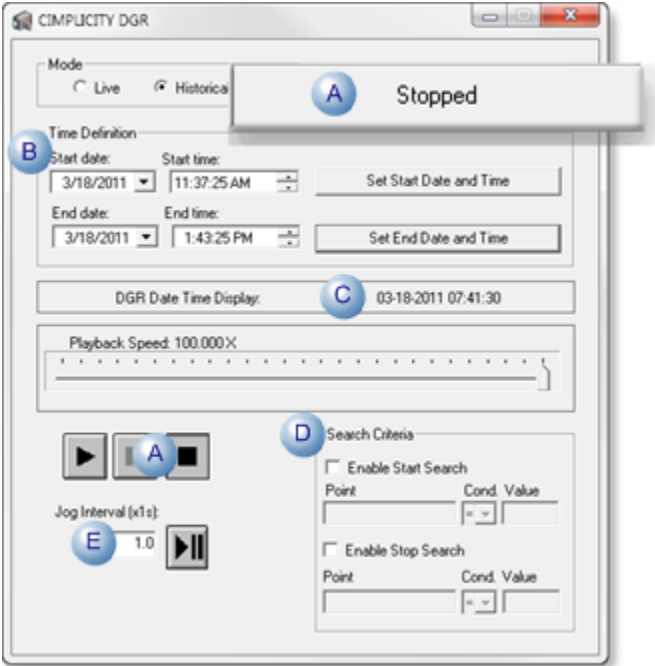 CIMPLICITY DGR
Mode
Live Historical
A Stopped
Time Definition
B
Start date: Start time:
3/18/2011 11:37:25 AM Set Start Date and Time
End date: End time:
3/18/2011 1:43:25 PM Set End Date and Time
DGR Date Time Display: C 03-18-2011 07:41:30
Playback Speed: 100.000X
D Search Criteria
A
Enable Start Search
Point Cond. Value
=
Jog Interval (x1s):
E 1.0
Enable Stop Search
Point Cond. Value
=